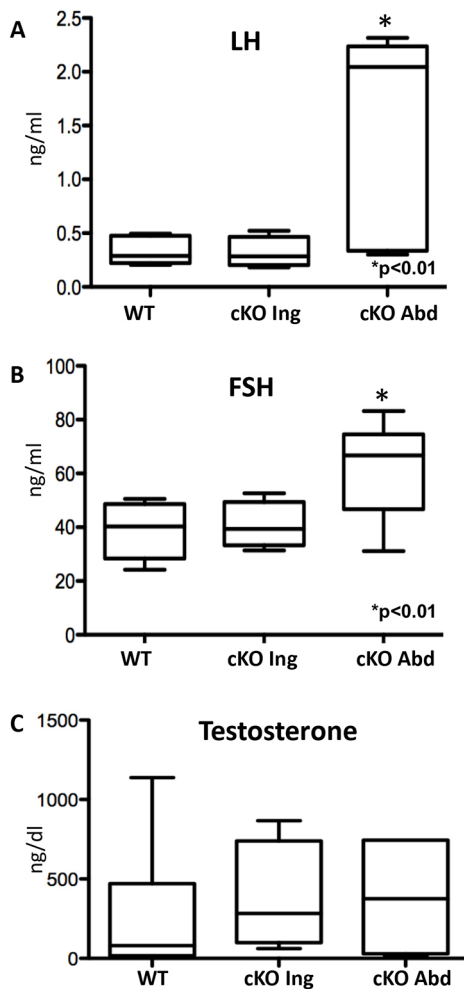 A
LH
2.5
2.0
1.5
1.0
0.5
0.0
ng/ml
*
*p<0.01
WT cKO Ing cKO Abd
B
FSH
100
80
60
40
20
0
ng/ml
*
*p<0.01
WT cKO Ing cKO Abd
C
Testosterone
1500
1000
500
0
ng/dl
WT cKO Ing cKO Abd